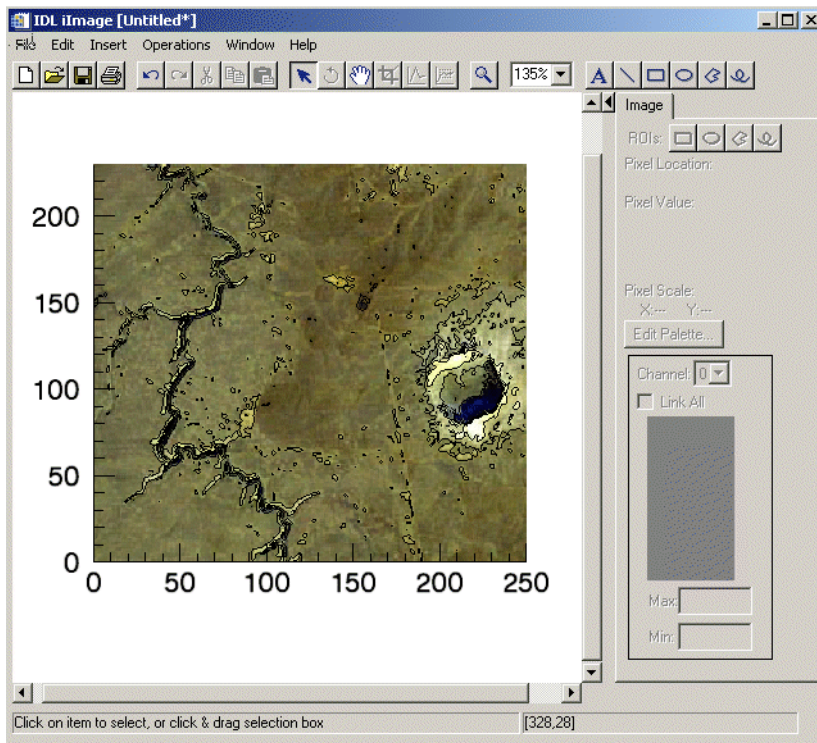 IDL iImage [Untitled*]
File Edit Insert Operations Window Help
135% A
Image
ROIs:
Pixel Location:
Pixel Value:
Pixel Scale:
X:--- Y:---
Edit Palette...
Channel: 0
Link All
Max:
Min:
200
150
100
50
0
0 50 100 150 200 250
Click on item to select, or click & drag selection box [328,28]